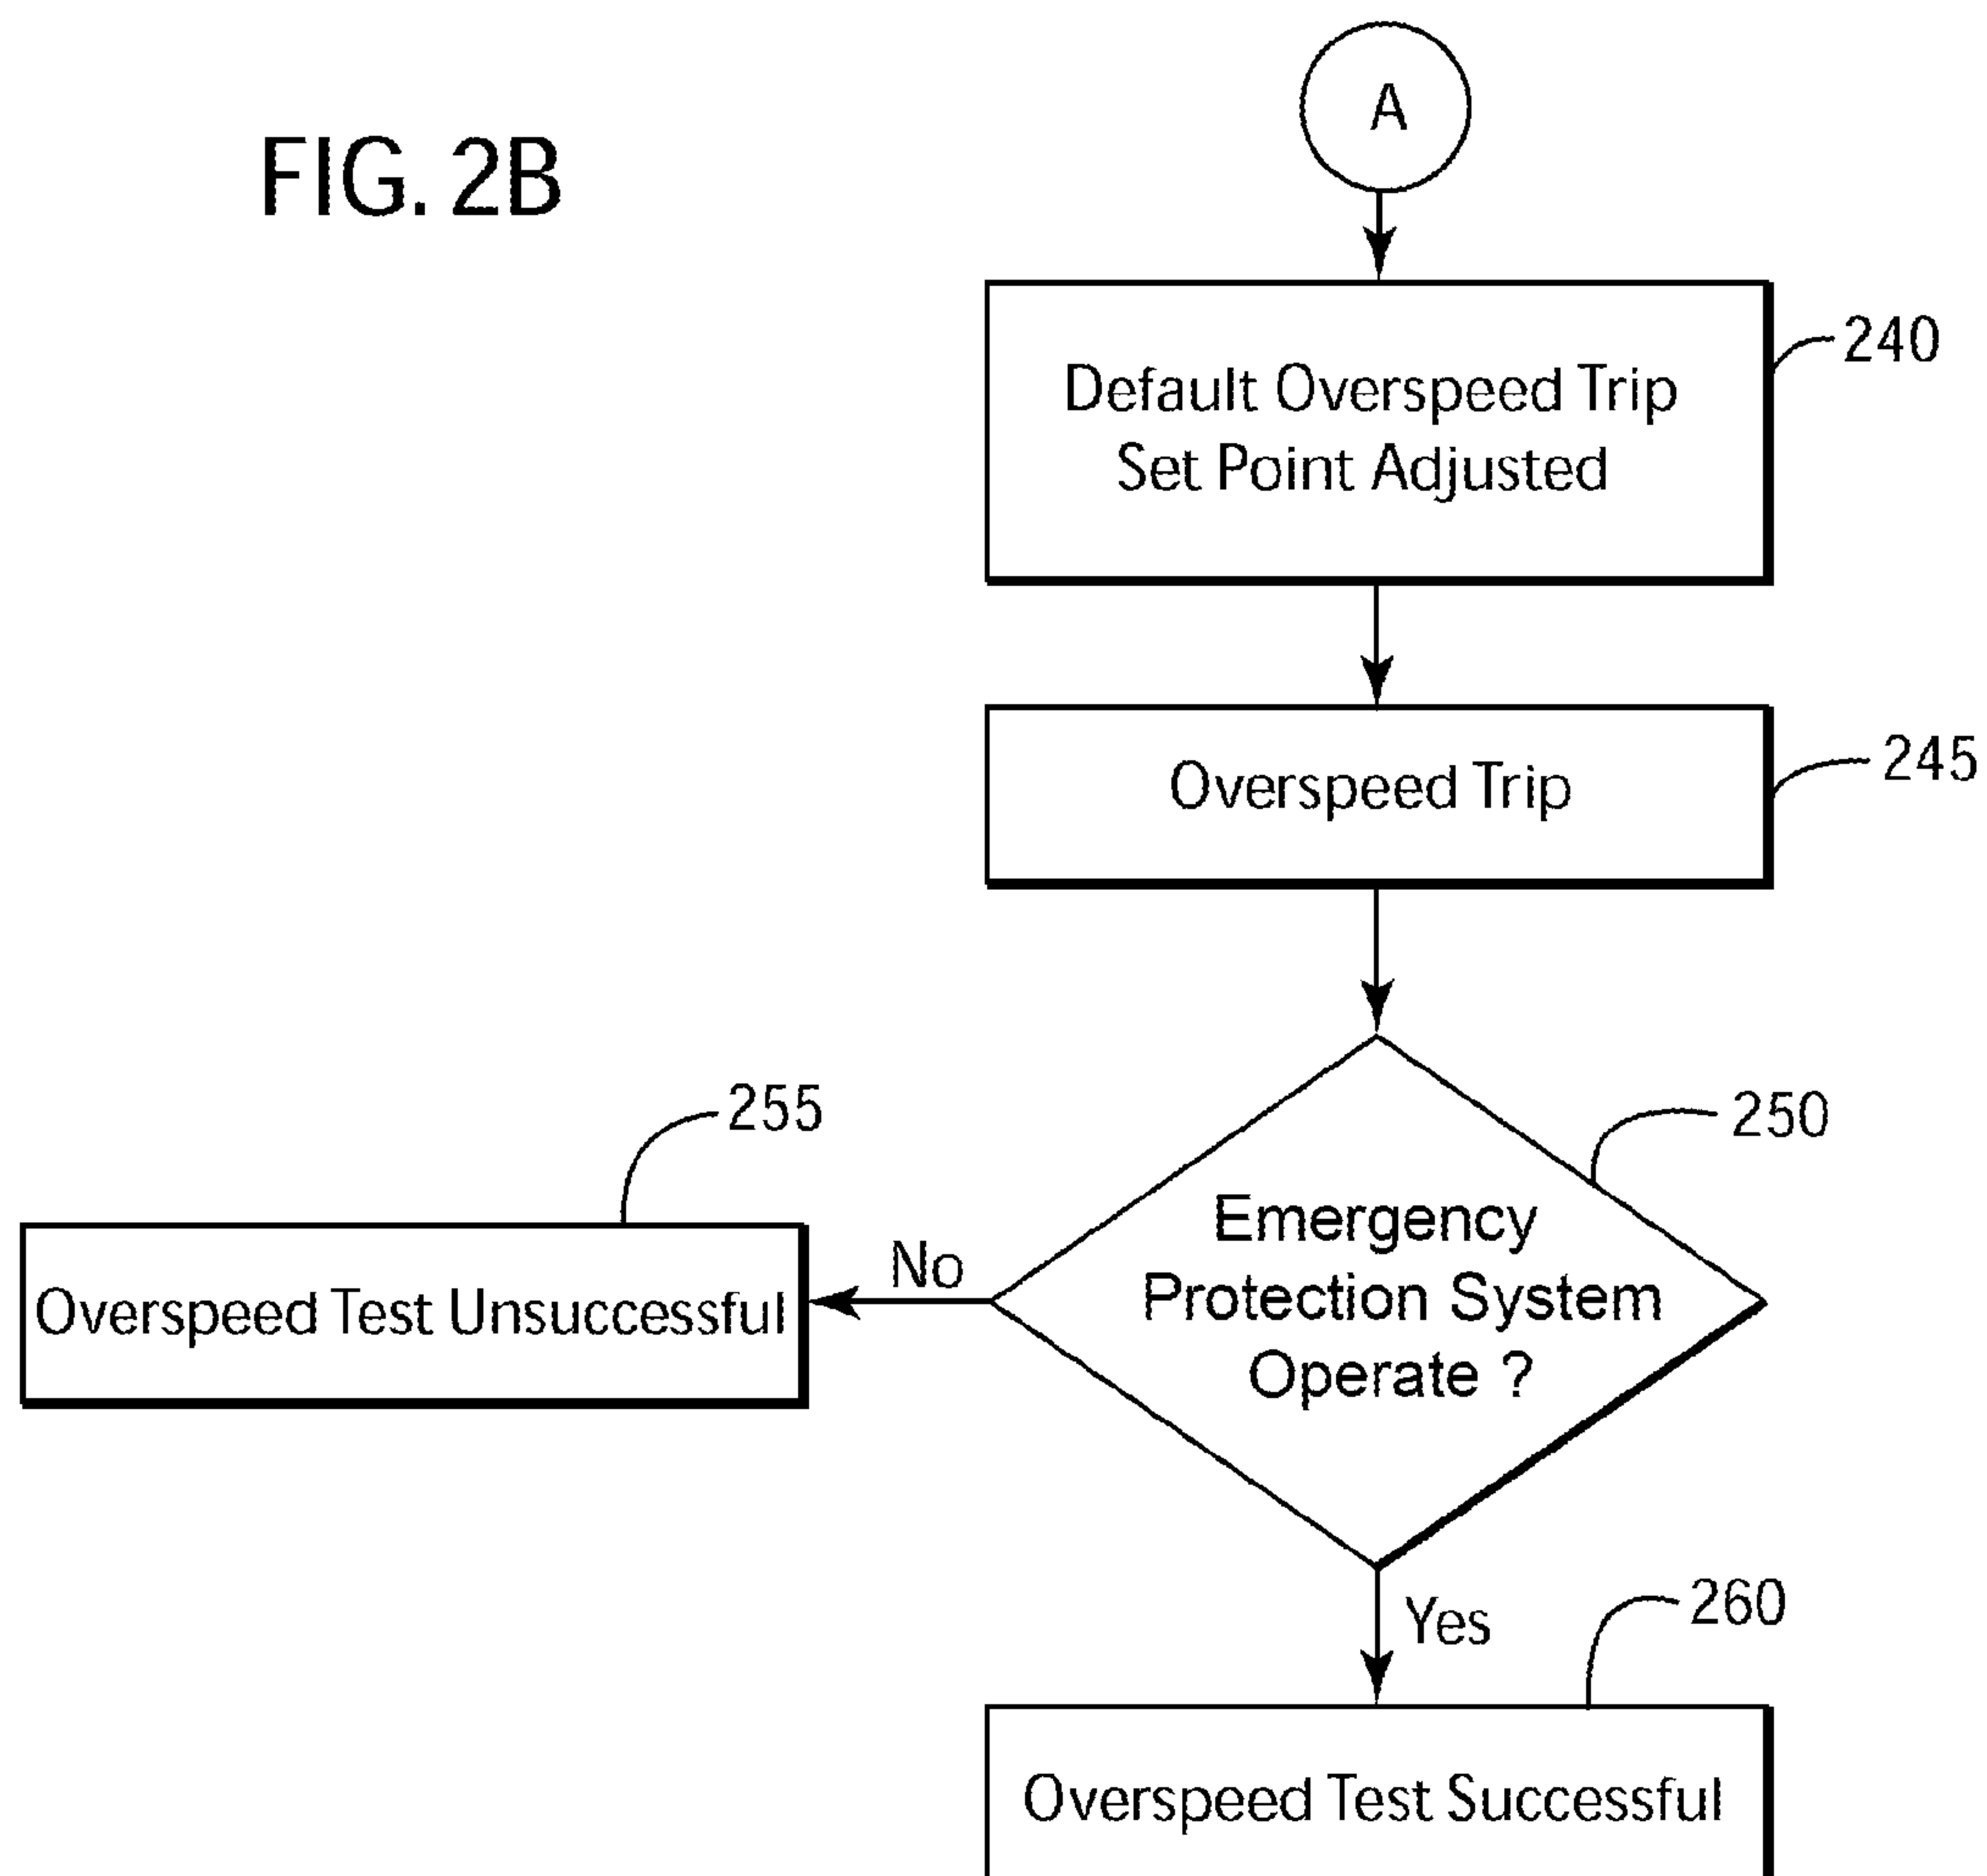 FIG. 2B
A
Default Overspeed Trip
Set Point Adjusted
240
Overspeed Trip
245
Emergency
Protection System
Operate ?
250
No
Overspeed Test Unsuccessful
255
Yes
Overspeed Test Successful
260